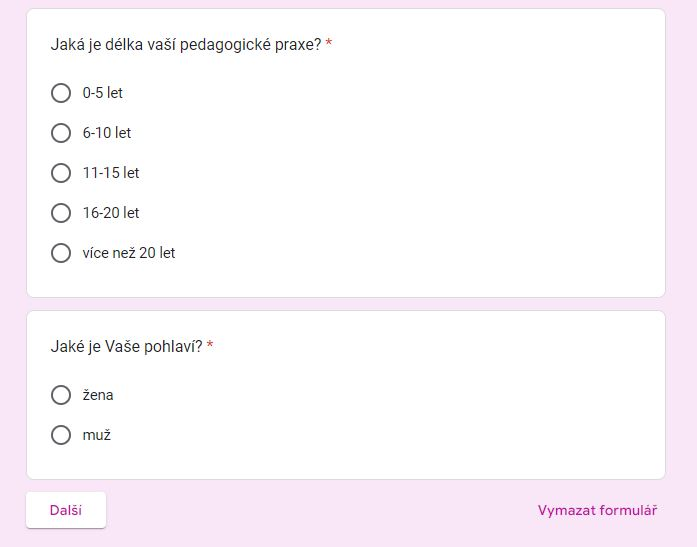 Jaká je délka vaší pedagogické praxe? *
0-5 let
6-10 let
11-15 let
16-20 let
více než 20 let
Jaké je Vaše pohlaví? *
žena
muž
Další
Vymazat formulář